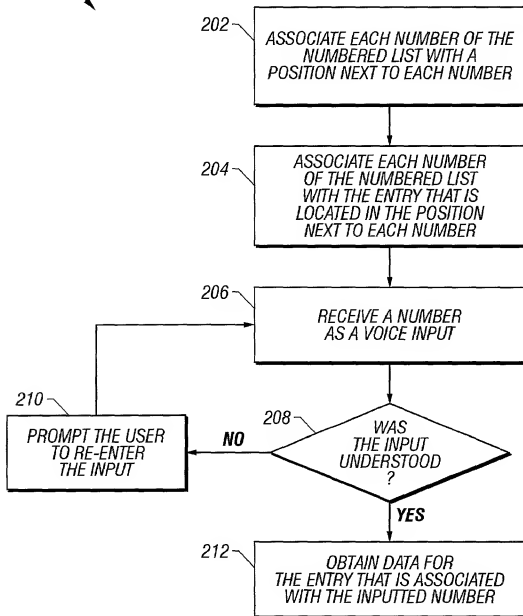 202
ASSOCIATE EACH NUMBER OF THE
NUMBERED LIST WITH A
POSITION NEXT TO EACH NUMBER
204
ASSOCIATE EACH NUMBER
OF THE NUMBERED LIST
WITH THE ENTRY THAT IS
LOCATED IN THE POSITION
NEXT TO EACH NUMBER
206
RECEIVE A NUMBER
AS A VOICE INPUT
210
PROMPT THE USER
TO RE-ENTER
THE INPUT
NO
208
WAS
THE INPUT
UNDERSTOOD
?
YES
212
OBTAIN DATA FOR
THE ENTRY THAT IS ASSOCIATED
WITH THE INPUTTED NUMBER